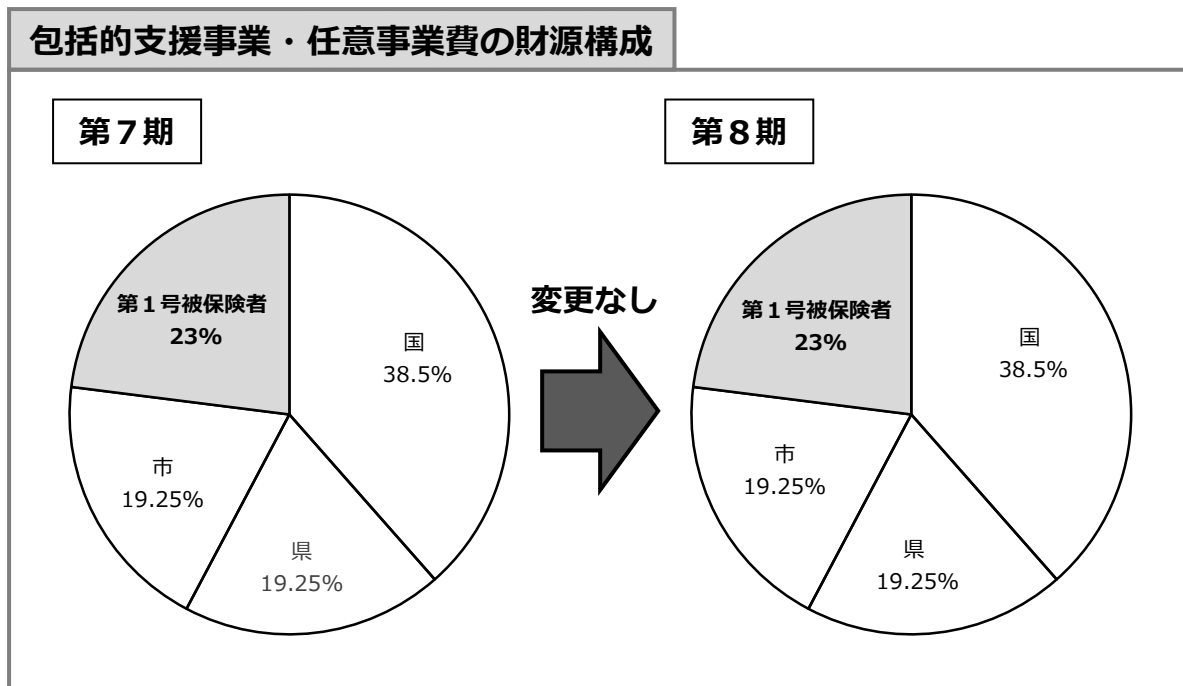 包括的支援事業・任意事業費の財源構成
第７期
第８期
第１号被保険者
23%
国
38.5%
市
19.25%
県
19.25%
変更なし
第１号被保険者
23%
国
38.5%
市
19.25%
県
19.25%